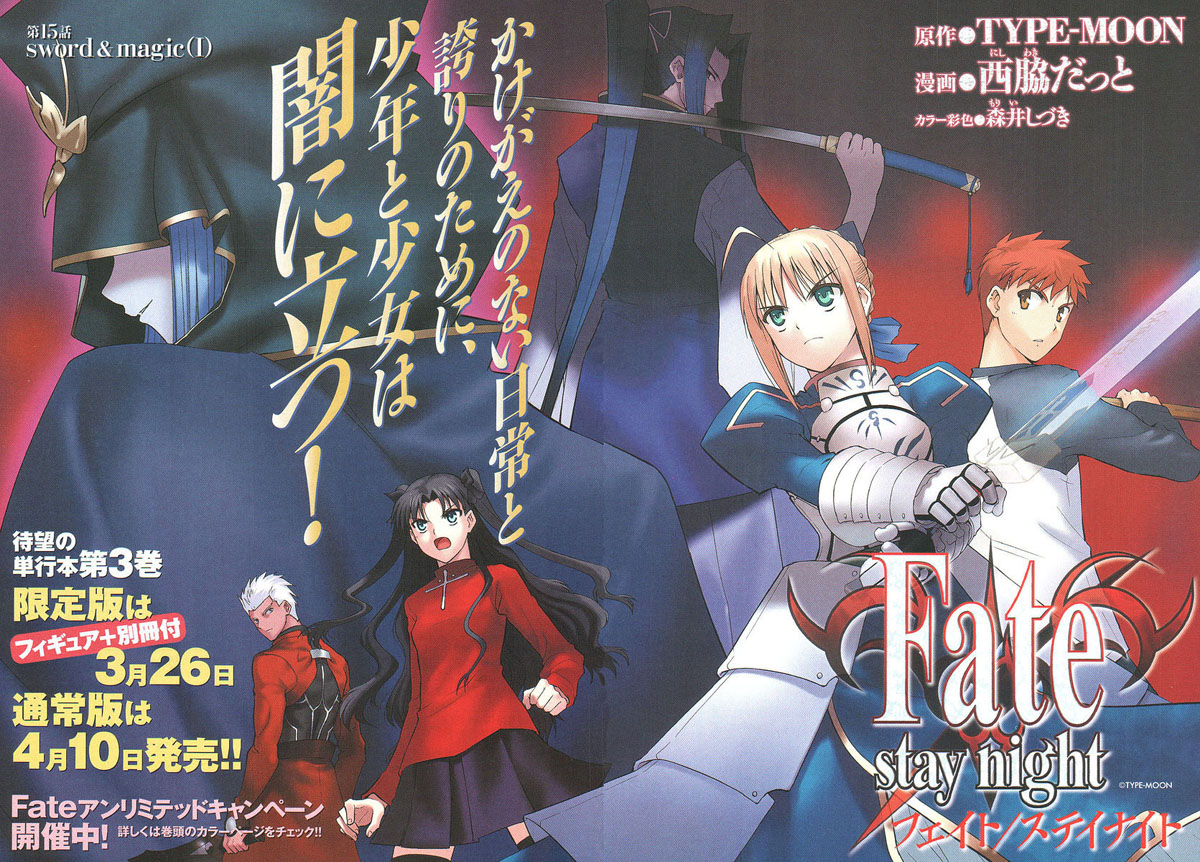 第15話
sword & magic(I)
かけがえのない日常と
誇りのために、
少年と少女は
闇に立つ!
原作●TYPE-MOON
漫画●西脇だっと
にし わき
カラー彩色●森井しづき
もり い
待望の
単行本第3巻
限定版は
フィギュア+別冊付
3月26日
通常版は
4月10日発売!!
Fateアンリミテッドキャンペーン
開催中! 詳しくは巻頭のカラーページをチェック!!
Fate
stay night
©TYPE-MOON
フェイト/ステイナイト